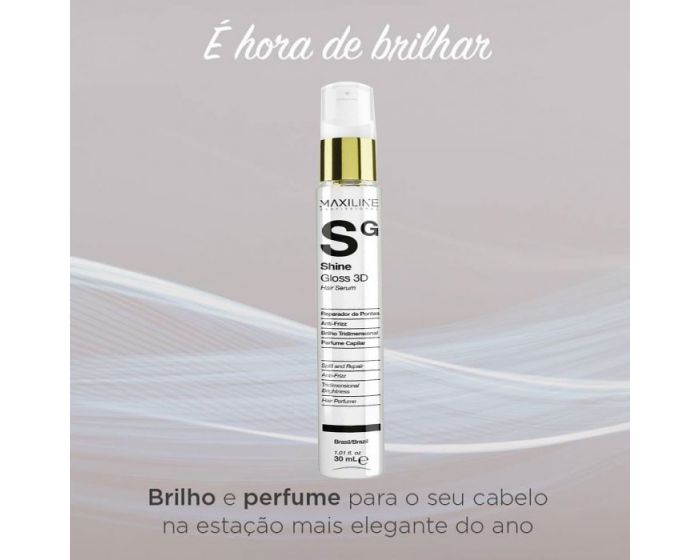 É hora de brilhar
MAXILINE
PROFISSIONAL
SG
Shine
Gloss 3D
Hair Serum
Reparador de Pontas
Anti-Frizz
Brilho Tridimensional
Perfume Capilar
Split end Repair
Anti-Frizz
Tridimensional
Brightness
Hair Perfume
Brasil/Brazil
1.01 fl. oz
30 mL e
Brilho e perfume para o seu cabelo
na estação mais elegante do ano